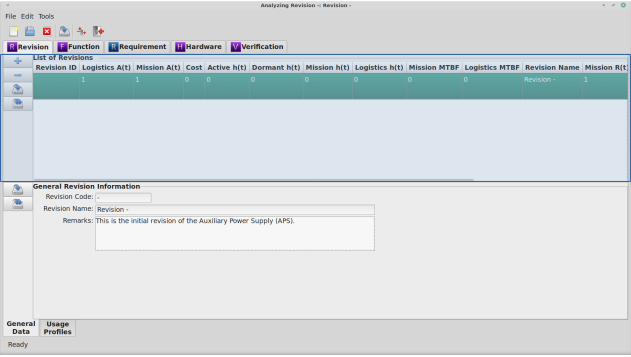 Analyzing Revision -: Revision -
File Edit Tools
R Revision F Function R Requirement H Hardware V Verification
List of Revisions
Revision ID Logistics A(t) Mission A(t) Cost Active h(t) Dormant h(t) Mission h(t) Logistics h(t) Mission MTBF Logistics MTBF Revision Name Mission R(t)
1 1 0 0 0 0 0 0 0 Revision - 1
General Revision Information
Revision Code: -
Revision Name: Revision -
Remarks: This is the initial revision of the Auxiliary Power Supply (APS).
General Data
Usage Profiles
Ready